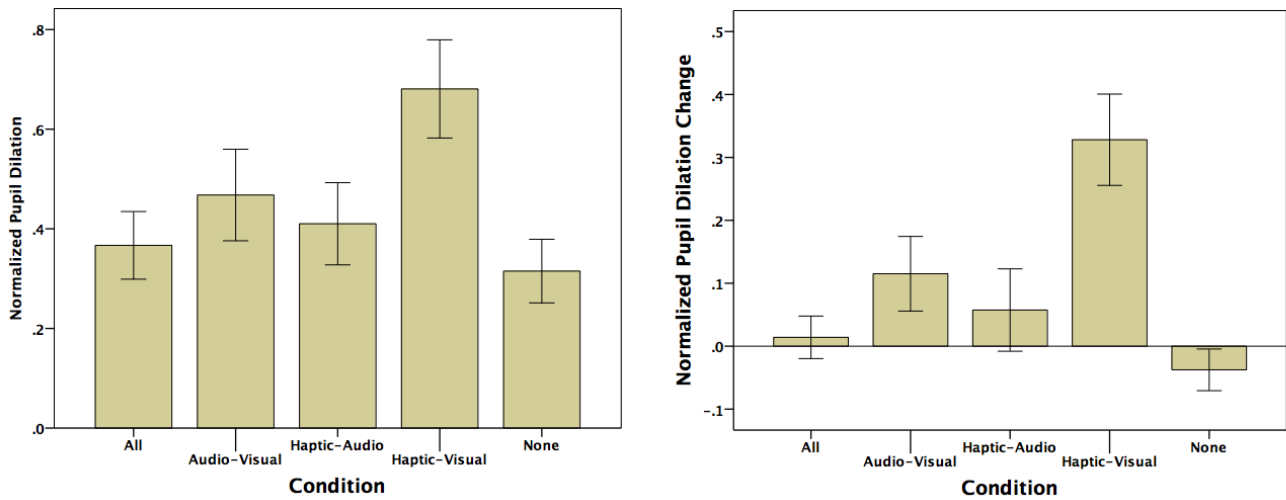 Normalized Pupil Dilation
.8
.6
.4
.2
.0
All
Audio-Visual
Haptic-Audio
Haptic-Visual
None
Condition
Normalized Pupil Dilation Change
.5
.4
.3
.2
.1
.0
-.1
All
Audio-Visual
Haptic-Audio
Haptic-Visual
None
Condition